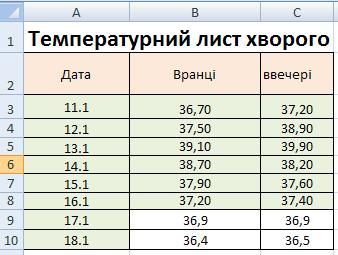 A B C
1 Температурний лист хворого
2 Дата Вранці ввечері
3 11.1 36,70 37,20
4 12.1 37,50 38,90
5 13.1 39,10 39,90
6 14.1 38,70 38,20
7 15.1 37,90 37,60
8 16.1 37,20 37,40
9 17.1 36,9 36,9
10 18.1 36,4 36,5